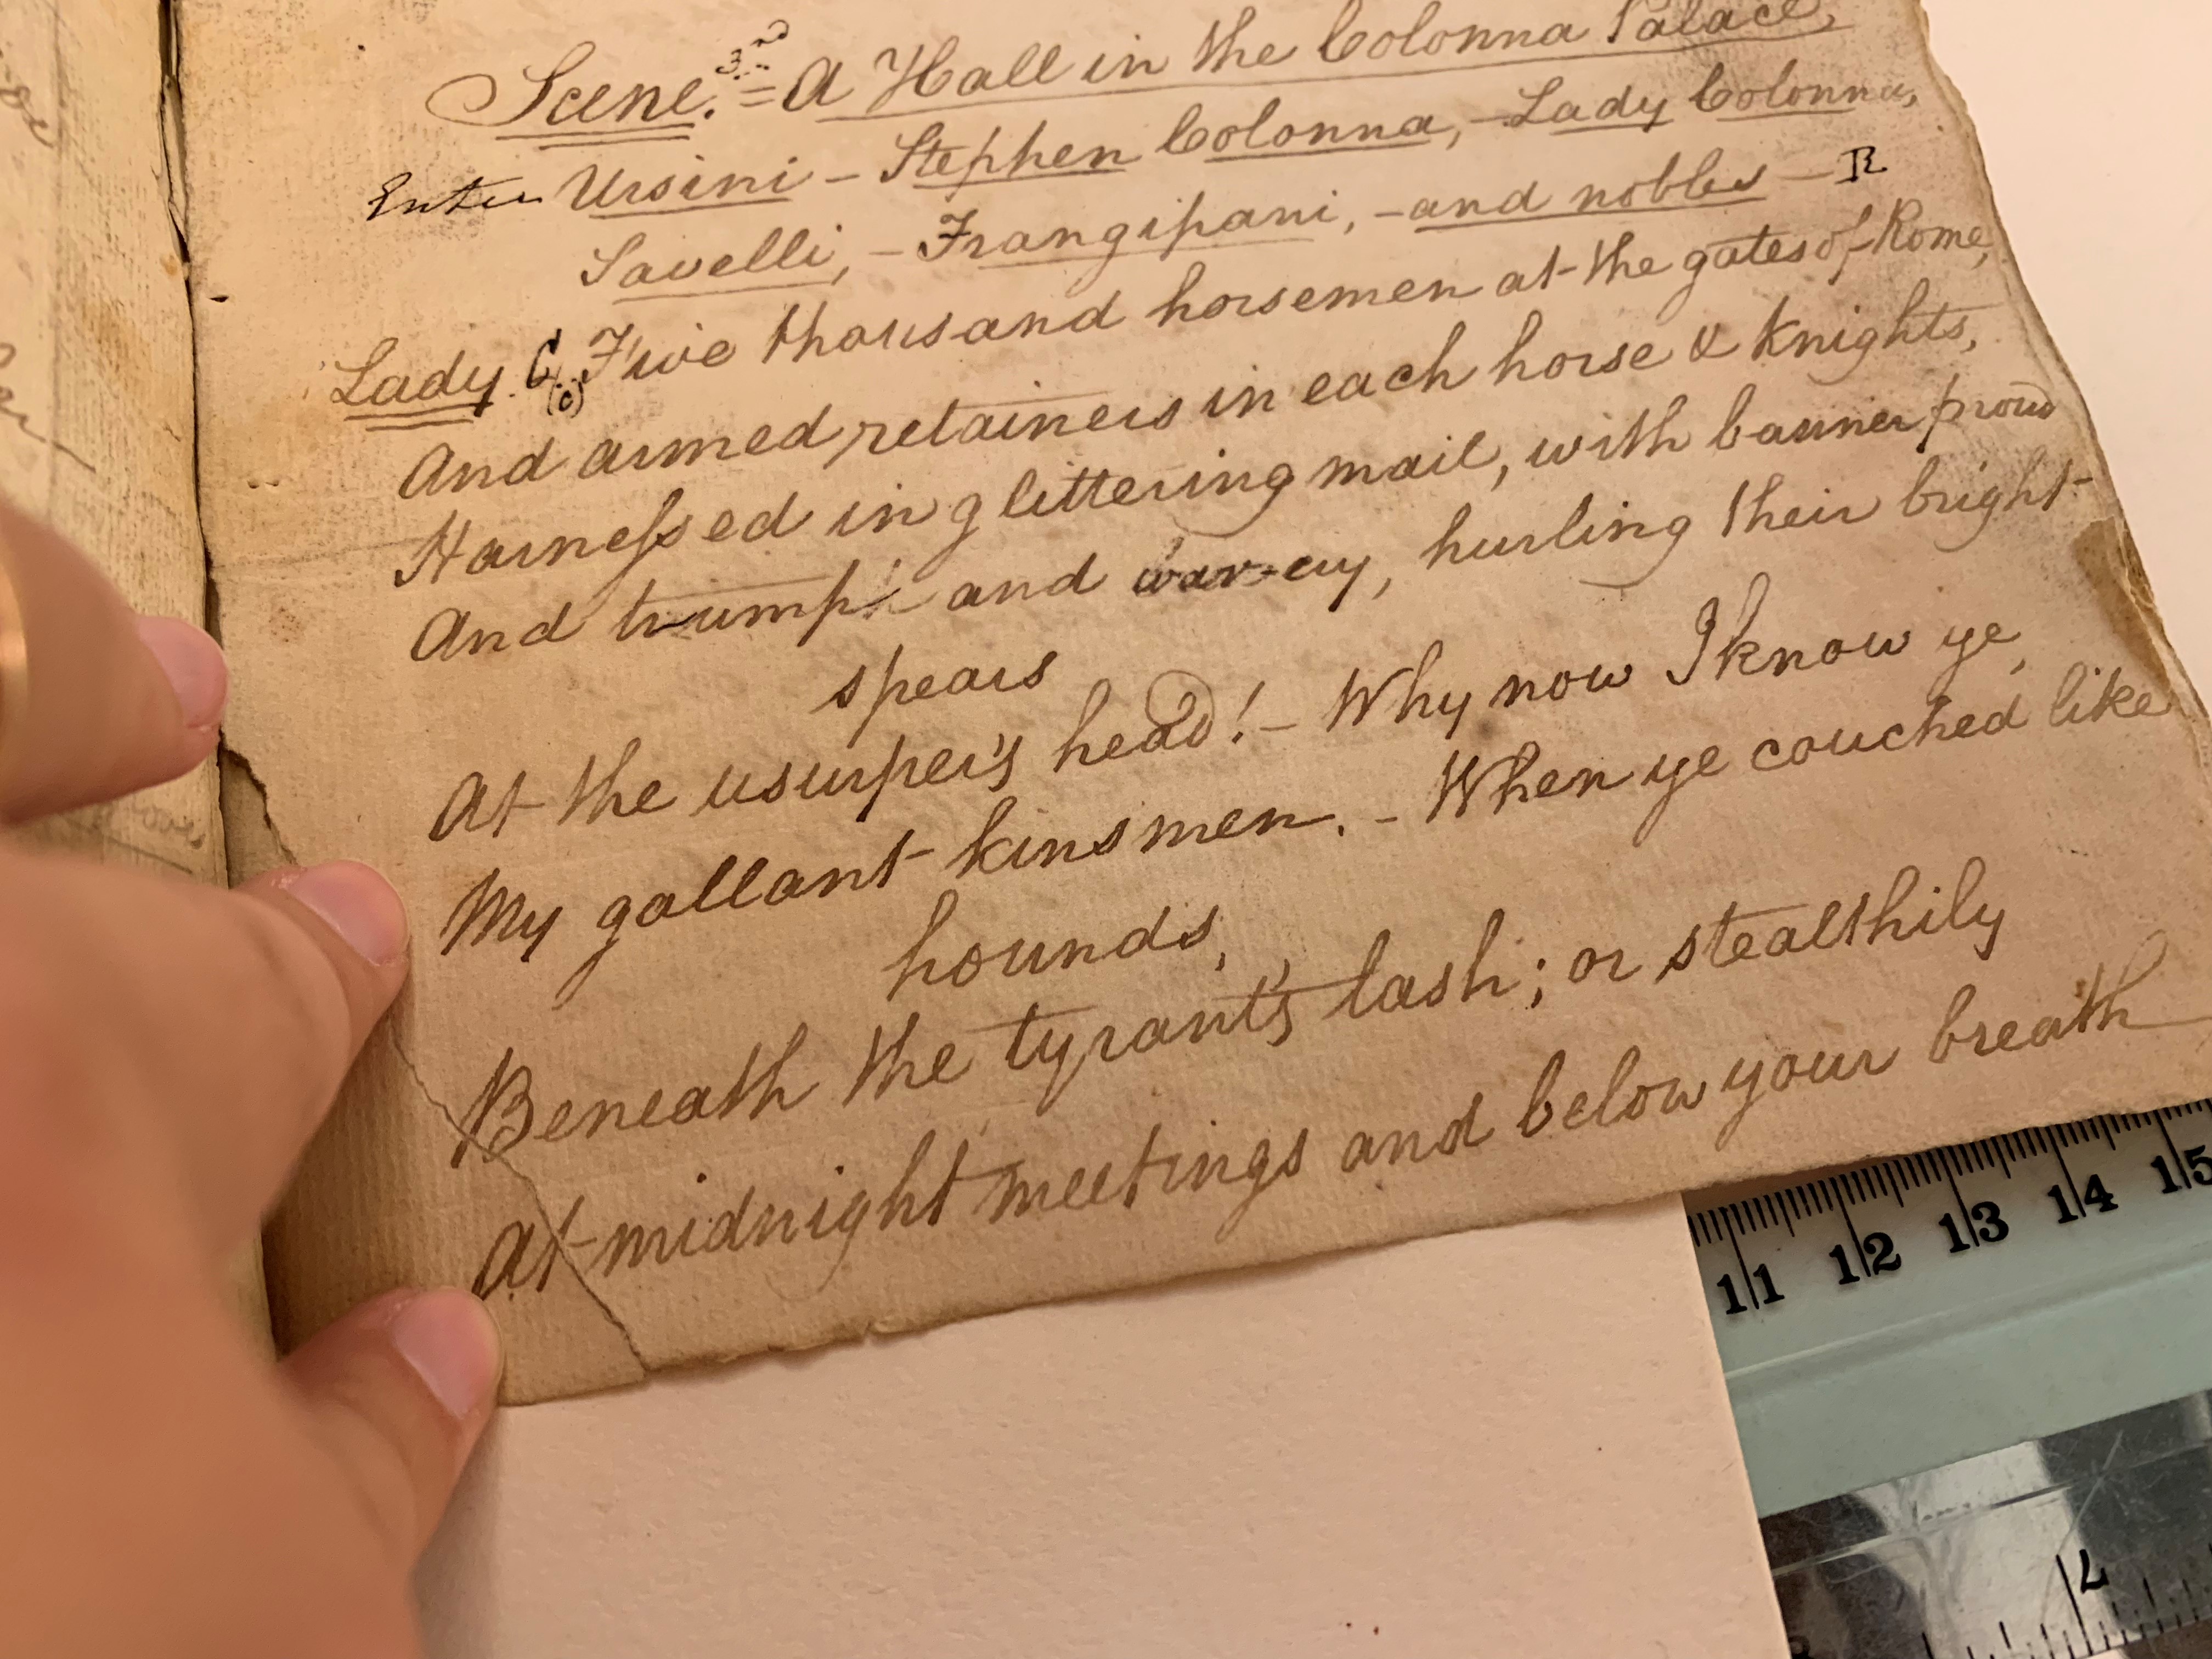 Scene. 3rd = A Hall in the Colonna Palace,
Enter Ursini - Stephen Colonna, - Lady Colonna,
Savelli, - Frangipani, - and nobles - R
Lady C. (C) Five thousand horsemen at the gates of Rome,
And armed retainers in each horse & knights,
Harnessed in glittering mail, with banner proud
And trump and war-cry, hurling their bright
spears
At the usurper's head! - Why now I know ye,
My gallant kinsmen. - When ye couched like
hounds,
Beneath the tyrant's lash; or stealthily
At midnight meetings and below your breath
11 12 13 14 15
7